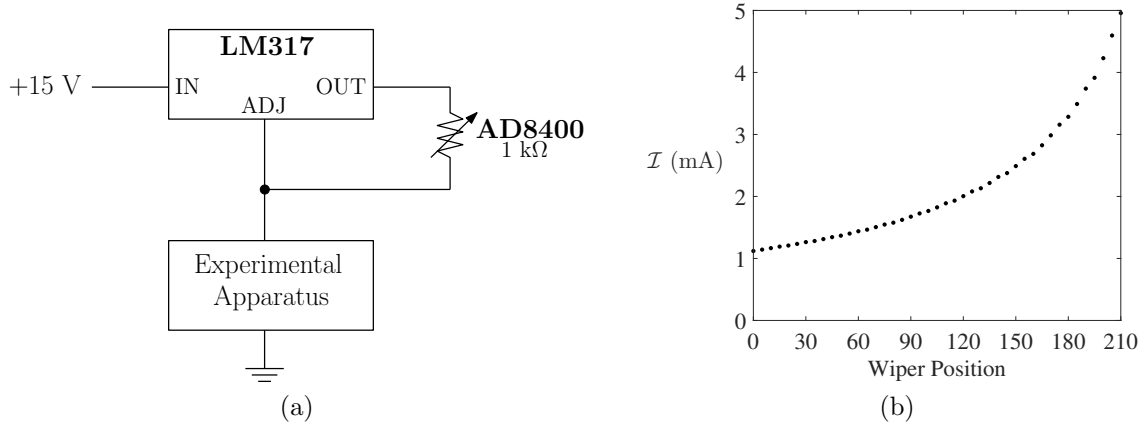 LM317
+15 V
IN
OUT
ADJ
AD8400
1 kΩ
Experimental
Apparatus
(a)
5
4
3
2
1
0
ℐ (mA)
0 30 60 90 120 150 180 210
Wiper Position
(b)